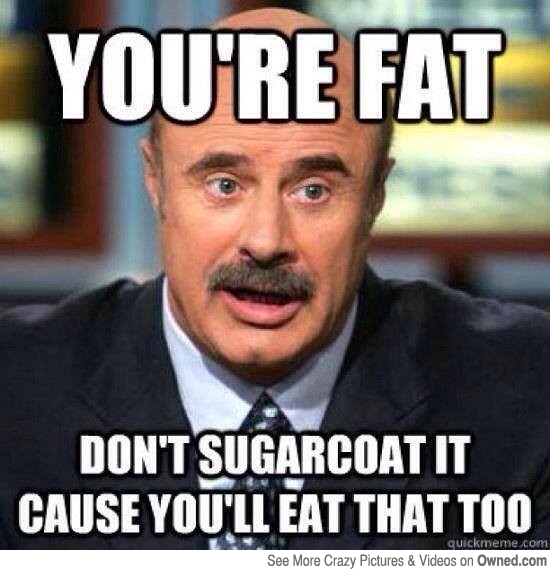 YOU'RE FAT
DON'T SUGARCOAT IT
CAUSE YOU'LL EAT THAT TOO
quickmeme.com
See More Crazy Pictures & Videos on Owned.com